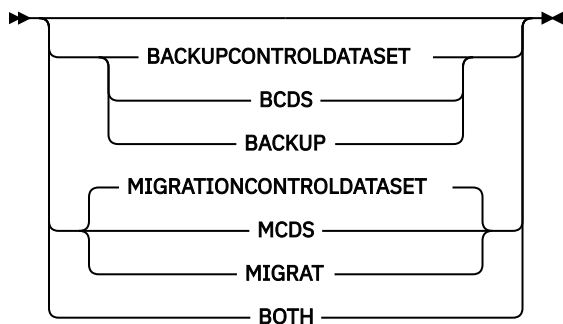 BACKUPCONTROLDATASET
BCDS
BACKUP
MIGRATIONCONTROLDATASET
MCDS
MIGRAT
BOTH